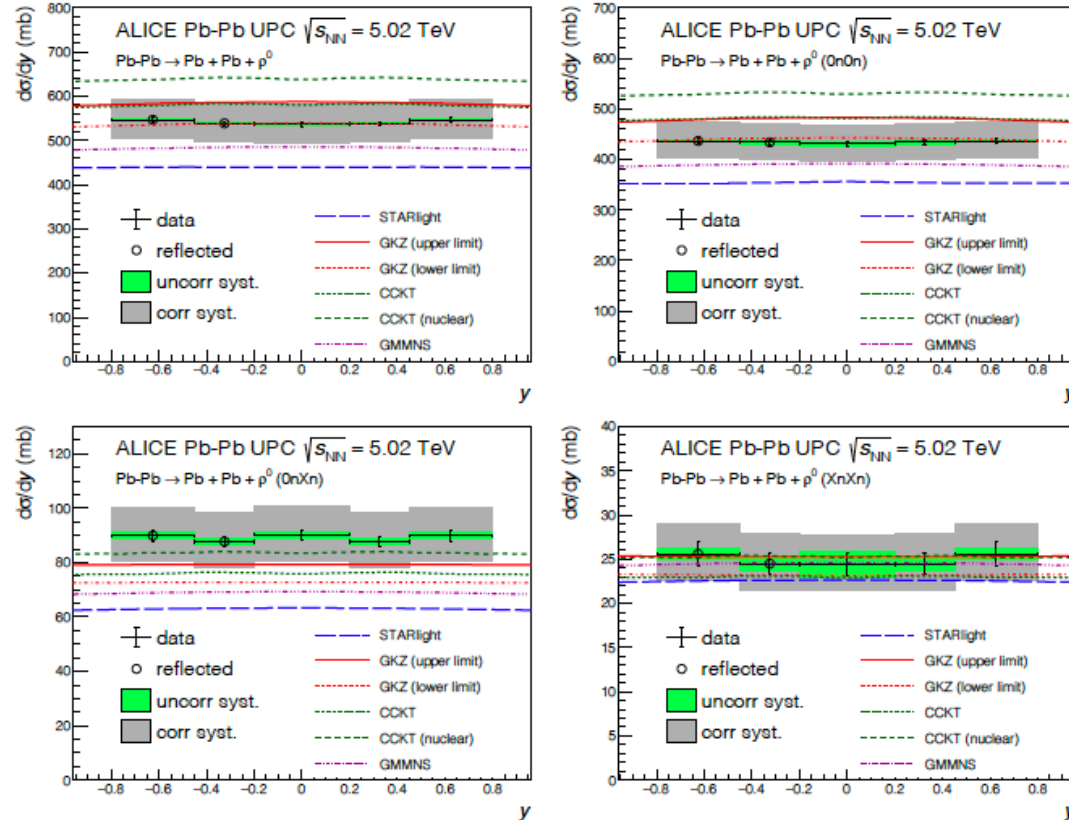 dσ/dy (mb)
800
700
600
500
400
300
200
100
0
ALICE Pb-Pb UPC √sNN = 5.02 TeV
Pb-Pb → Pb + Pb + ρ⁰
data
reflected
uncorr syst.
corr syst.
STARlight
GKZ (upper limit)
GKZ (lower limit)
CCKT
CCKT (nuclear)
GMMNS
−0.8 −0.6 −0.4 −0.2 0 0.2 0.4 0.6 0.8
y
dσ/dy (mb)
700
600
500
400
300
200
100
0
ALICE Pb-Pb UPC √sNN = 5.02 TeV
Pb-Pb → Pb + Pb + ρ⁰ (0n0n)
data
reflected
uncorr syst.
corr syst.
STARlight
GKZ (upper limit)
GKZ (lower limit)
CCKT
CCKT (nuclear)
GMMNS
−0.8 −0.6 −0.4 −0.2 0 0.2 0.4 0.6 0.8
y
dσ/dy (mb)
120
100
80
60
40
20
0
ALICE Pb-Pb UPC √sNN = 5.02 TeV
Pb-Pb → Pb + Pb + ρ⁰ (0nXn)
data
reflected
uncorr syst.
corr syst.
STARlight
GKZ (upper limit)
GKZ (lower limit)
CCKT
CCKT (nuclear)
GMMNS
−0.8 −0.6 −0.4 −0.2 0 0.2 0.4 0.6 0.8
y
dσ/dy (mb)
40
35
30
25
20
15
10
5
0
ALICE Pb-Pb UPC √sNN = 5.02 TeV
Pb-Pb → Pb + Pb + ρ⁰ (XnXn)
data
reflected
uncorr syst.
corr syst.
STARlight
GKZ (upper limit)
GKZ (lower limit)
CCKT
CCKT (nuclear)
GMMNS
−0.8 −0.6 −0.4 −0.2 0 0.2 0.4 0.6 0.8
y